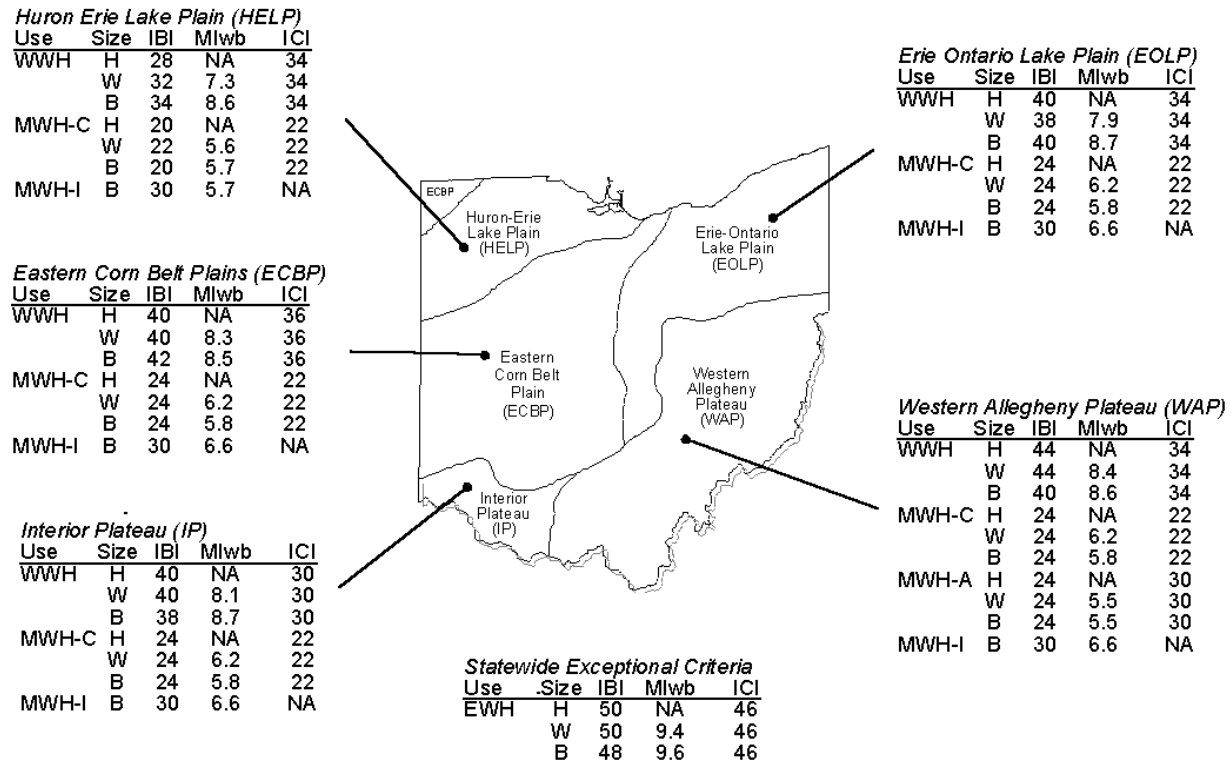 Huron Erie Lake Plain (HELP)
Use Size IBI MIwb ICI
WWH H 28 NA 34
W 32 7.3 34
B 34 8.6 34
MWH-C H 20 NA 22
W 22 5.6 22
B 20 5.7 22
MWH-I B 30 5.7 NA
Eastern Corn Belt Plains (ECBP)
Use Size IBI MIwb ICI
WWH H 40 NA 36
W 40 8.3 36
B 42 8.5 36
MWH-C H 24 NA 22
W 24 6.2 22
B 24 5.8 22
MWH-I B 30 6.6 NA
Interior Plateau (IP)
Use Size IBI MIwb ICI
WWH H 40 NA 30
W 40 8.1 30
B 38 8.7 30
MWH-C H 24 NA 22
W 24 6.2 22
B 24 5.8 22
MWH-I B 30 6.6 NA
ECBP
Huron-Erie
Lake Plain
(HELP)
Erie-Ontario
Lake Plain
(EOLP)
Eastern
Corn Belt
Plain
(ECBP)
Western
Allegheny
Plateau
(WAP)
Interior
Plateau
(IP)
Statewide Exceptional Criteria
Use Size IBI MIwb ICI
EWH H 50 NA 46
W 50 9.4 46
B 48 9.6 46
Erie Ontario Lake Plain (EOLP)
Use Size IBI MIwb ICI
WWH H 40 NA 34
W 38 7.9 34
B 40 8.7 34
MWH-C H 24 NA 22
W 24 6.2 22
B 24 5.8 22
MWH-I B 30 6.6 NA
Western Allegheny Plateau (WAP)
Use Size IBI MIwb ICI
WWH H 44 NA 34
W 44 8.4 34
B 40 8.6 34
MWH-C H 24 NA 22
W 24 6.2 22
B 24 5.8 22
MWH-A H 24 NA 30
W 24 5.5 30
B 24 5.5 30
MWH-I B 30 6.6 NA